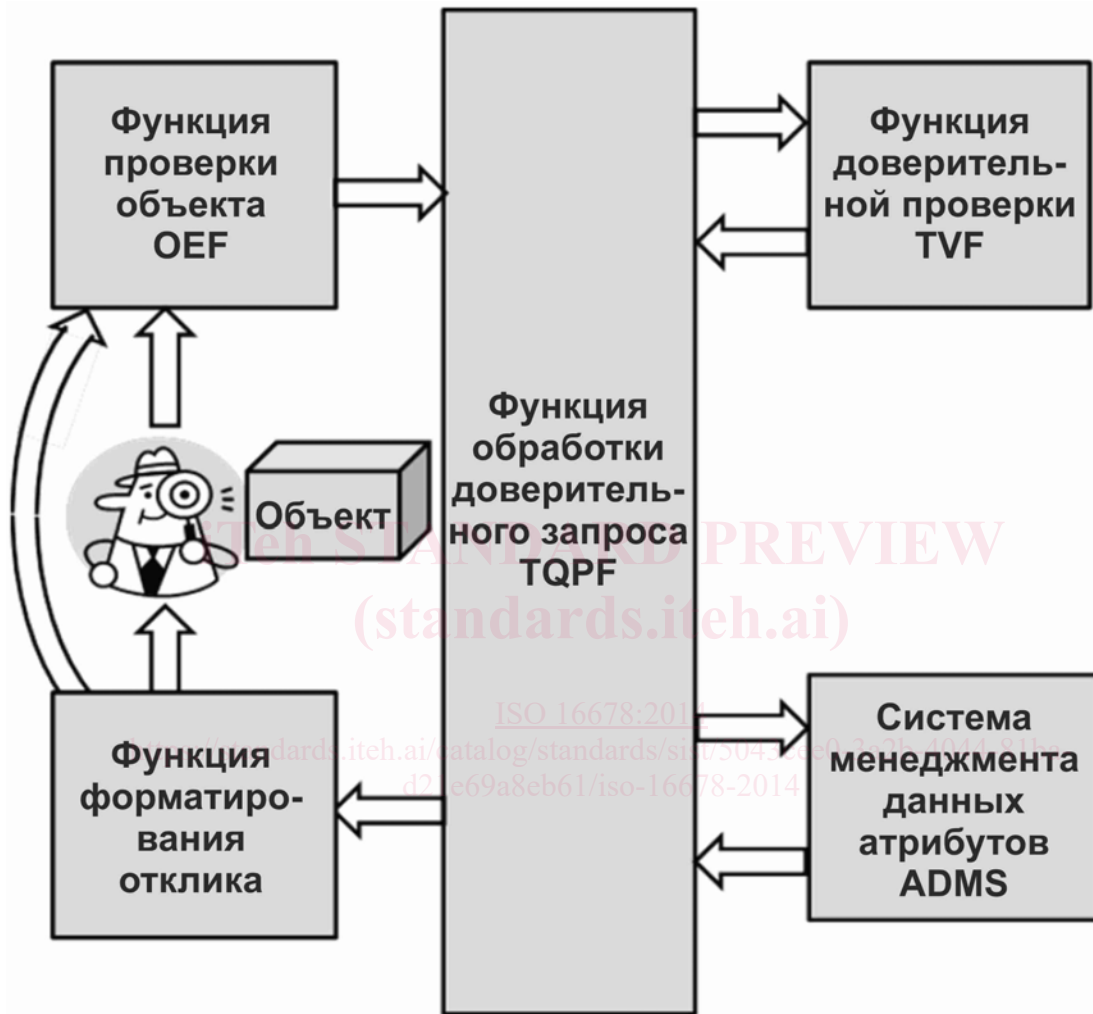 Функция
проверки
объекта
OEF
Функция
доверитель-
ной проверки
TVF
Функция
обработки
доверитель-
ного запроса
TQPF
Объект
iTeh STANDARD PREVIEW
(standards.iteh.ai)
ISO 16678:2014
Функция
форматиро-
вания
отклика
Система
менеджмента
данных
атрибутов
ADMS